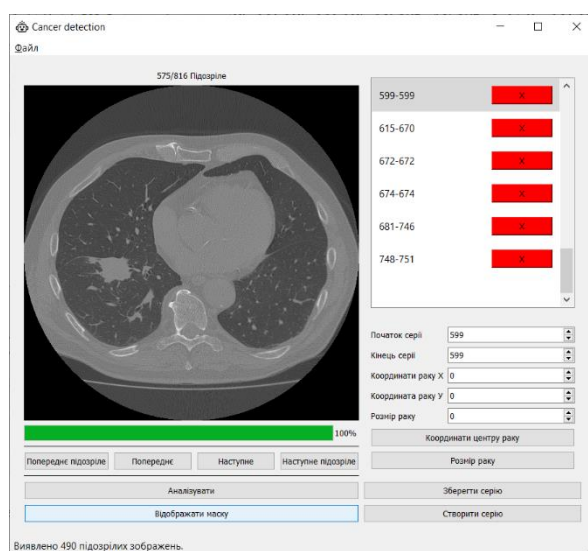 Cancer detection
Файл
575/816 Підозріле
599-599 X
615-670 X
672-672 X
674-674 X
681-746 X
748-751 X
Початок серії 599
Кінець серії 599
Координати раку X 0
Координата раку У 0
Розмір раку 0
100%
Координати центру раку
Попереднє підозріле Попереднє Наступне Наступне підозріле
Розмір раку
Аналізувати
Зберегти серію
Відображати маску
Створити серію
Виявлено 490 підозрілих зображень.